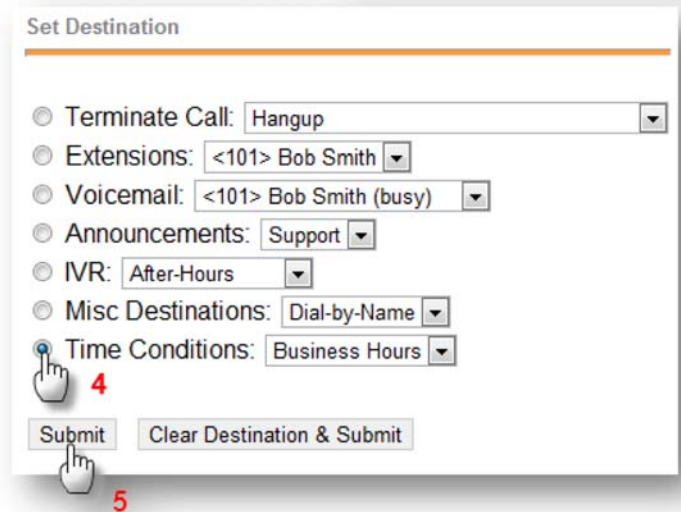 Set Destination
Terminate Call: Hangup
Extensions: <101> Bob Smith
Voicemail: <101> Bob Smith (busy)
Announcements: Support
IVR: After-Hours
Misc Destinations: Dial-by-Name
Time Conditions: Business Hours
4
Submit Clear Destination & Submit
5